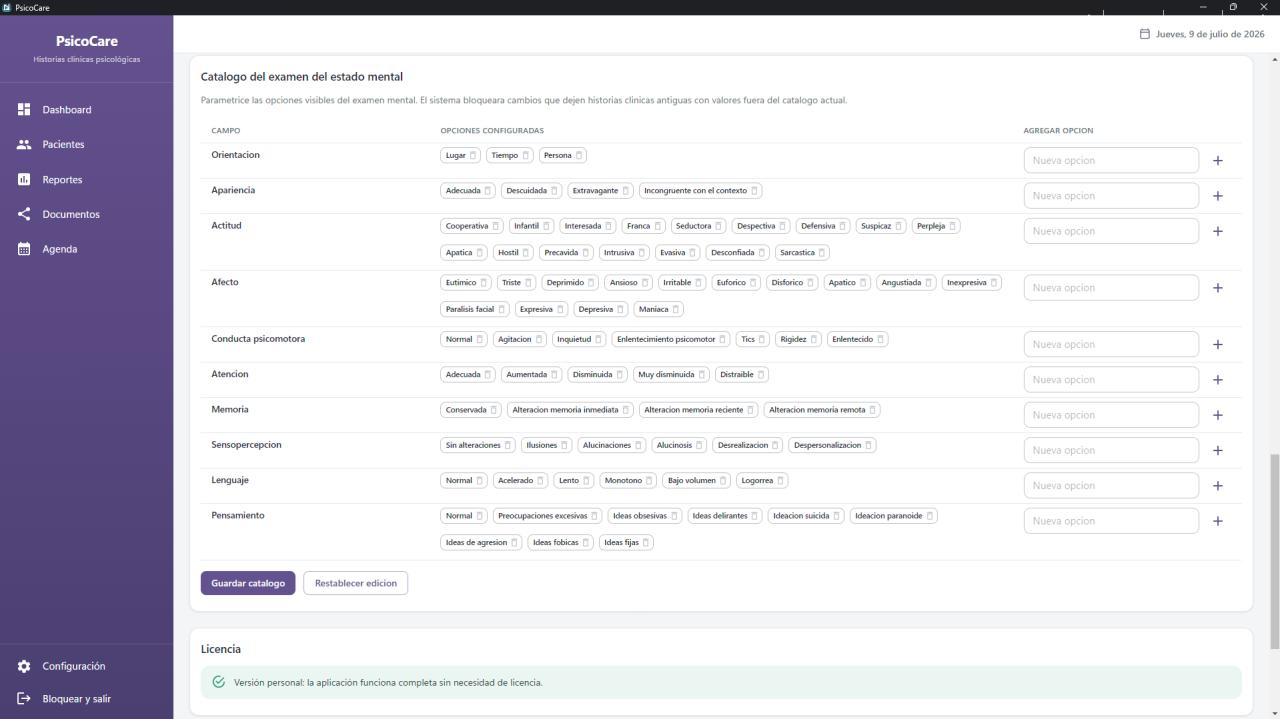 PsicoCare
PsicoCare
Historias clínicas psicológicas
Jueves, 9 de julio de 2026
Dashboard
Pacientes
Reportes
Documentos
Agenda
Configuración
Bloquear y salir
Catalogo del examen del estado mental
Parametrice las opciones visibles del examen mental. El sistema bloqueara cambios que dejen historias clinicas antiguas con valores fuera del catalogo actual.
CAMPO OPCIONES CONFIGURADAS AGREGAR OPCION
Orientacion Lugar Tiempo Persona Nueva opcion
Apariencia Adecuada Descuidada Extravagante Incongruente con el contexto Nueva opcion
Actitud Cooperativa Infantil Interesada Franca Seductora Despectiva Defensiva Suspicaz Perpleja Nueva opcion
Apatica Hostil Precavida Intrusiva Evasiva Desconfiada Sarcastica
Afecto Eutimico Triste Deprimido Ansioso Irritable Euforico Disforico Apatico Angustiada Inexpresiva Nueva opcion
Paralisis facial Expresiva Depresiva Maniaca
Conducta psicomotora Normal Agitacion Inquietud Enlentecimiento psicomotor Tics Rigidez Enlentecido Nueva opcion
Atencion Adecuada Aumentada Disminuida Muy disminuida Distraible Nueva opcion
Memoria Conservada Alteracion memoria inmediata Alteracion memoria reciente Alteracion memoria remota Nueva opcion
Sensopercepcion Sin alteraciones Ilusiones Alucinaciones Alucinosis Desrealizacion Despersonalizacion Nueva opcion
Lenguaje Normal Acelerado Lento Monotono Bajo volumen Logorrea Nueva opcion
Pensamiento Normal Preocupaciones excesivas Ideas obsesivas Ideas delirantes Ideacion suicida Ideacion paranoide Nueva opcion
Ideas de agresion Ideas fobicas Ideas fijas
Guardar catalogo Restablecer edicion
Licencia
Versión personal: la aplicación funciona completa sin necesidad de licencia.